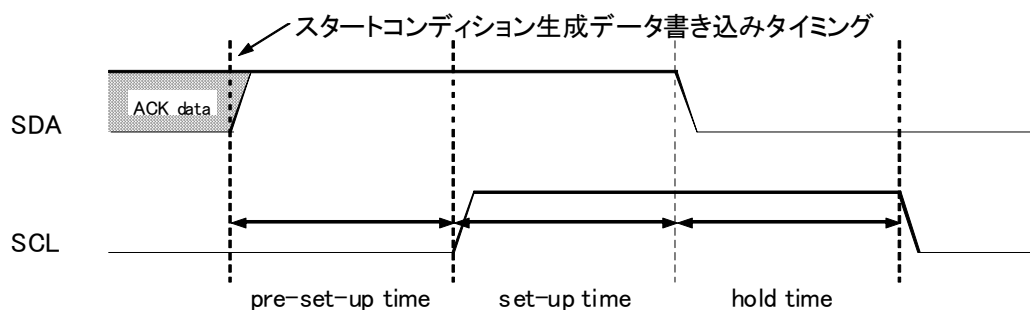 スタートコンディション生成データ書き込みタイミング
ACK data
SDA
SCL
pre-set-up time set-up time hold time